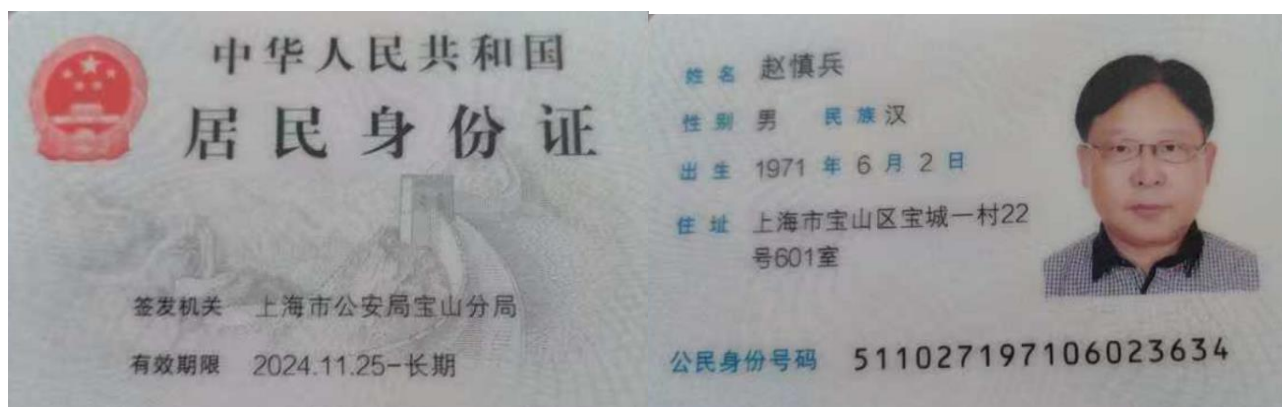 中华人民共和国
居民身份证
签发机关 上海市公安局宝山分局
有效期限 2024.11.25-长期
姓名 赵慎兵
性别 男 民族 汉
出生 1971 年 6 月 2 日
住址 上海市宝山区宝城一村22
号601室
公民身份号码 511027197106023634